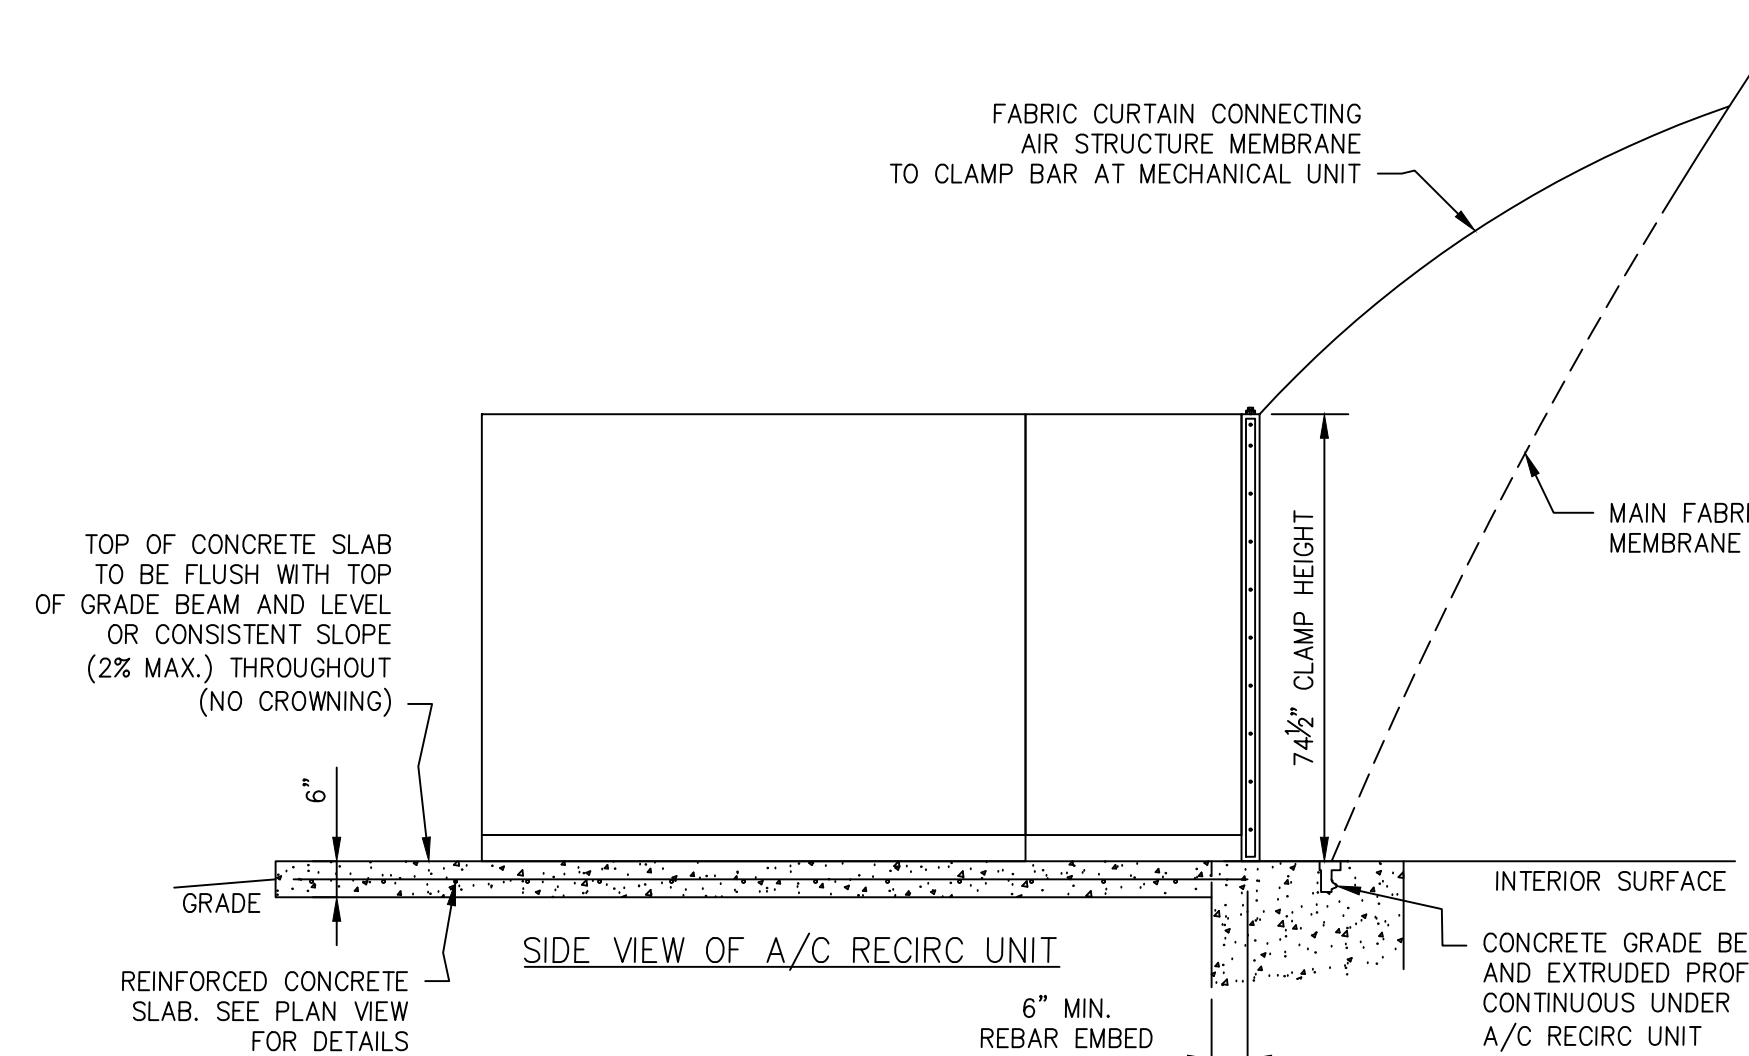 FABRIC CURTAIN CONNECTING
AIR STRUCTURE MEMBRANE
TO CLAMP BAR AT MECHANICAL UNIT
MAIN FABRI
MEMBRANE
74½" CLAMP HEIGHT
TOP OF CONCRETE SLAB
TO BE FLUSH WITH TOP
OF GRADE BEAM AND LEVEL
OR CONSISTENT SLOPE
(2% MAX.) THROUGHOUT
(NO CROWNING)
6"
GRADE
INTERIOR SURFACE
SIDE VIEW OF A/C RECIRC UNIT
REINFORCED CONCRETE
SLAB. SEE PLAN VIEW
FOR DETAILS
6" MIN.
REBAR EMBED
CONCRETE GRADE BE
AND EXTRUDED PROF
CONTINUOUS UNDER
A/C RECIRC UNIT